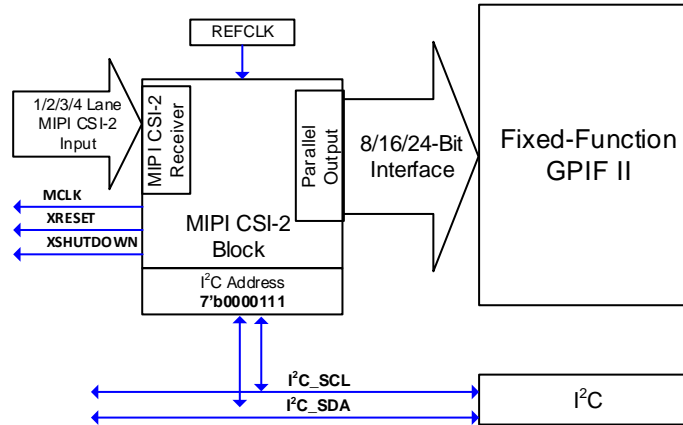 REFCLK
1/2/3/4 Lane
MIPI CSI-2
Input
MIPI CSI-2
Receiver
Parallel
Output
8/16/24-Bit
Interface
Fixed-Function
GPIF II
MCLK
XRESET
XSHUTDOWN
MIPI CSI-2
Block
I²C Address
7'b0000111
I²C_SCL
I²C_SDA
I²C